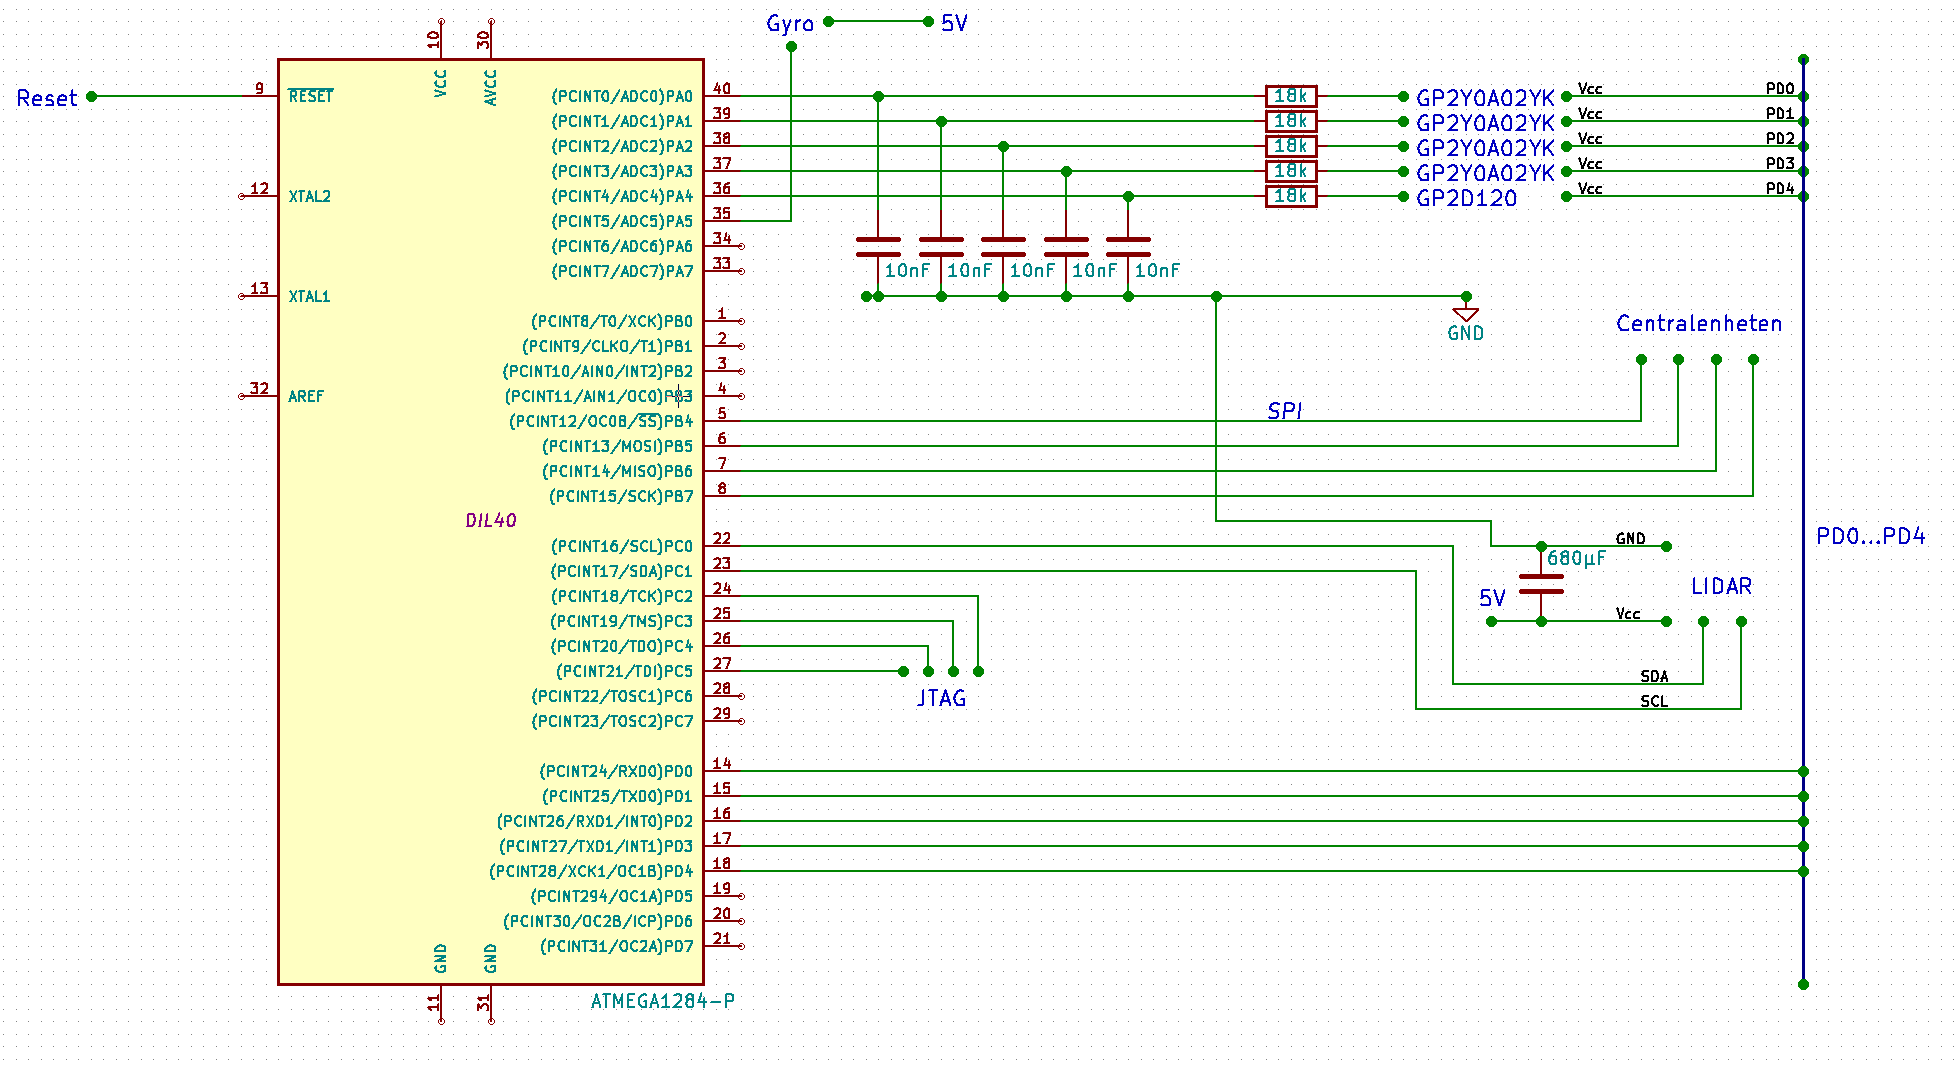 Gyro 5V
10 30
VCC AVCC
Reset 9 RESET (PCINT0/ADC0)PA0 40 18k GP2Y0A02YK Vcc PD0
(PCINT1/ADC1)PA1 39 18k GP2Y0A02YK Vcc PD1
(PCINT2/ADC2)PA2 38 18k GP2Y0A02YK Vcc PD2
(PCINT3/ADC3)PA3 37 18k GP2Y0A02YK Vcc PD3
12 XTAL2 (PCINT4/ADC4)PA4 36 18k GP2D120 Vcc PD4
(PCINT5/ADC5)PA5 35
(PCINT6/ADC6)PA6 34
(PCINT7/ADC7)PA7 33 10nF 10nF 10nF 10nF 10nF
13 XTAL1
(PCINT8/T0/XCK)PB0 1 GND Centralenheten
(PCINT9/CLKO/T1)PB1 2
(PCINT10/AIN0/INT2)PB2 3
32 AREF (PCINT11/AIN1/OC0)PB3 4
(PCINT12/OC0B/SS)PB4 5 SPI
(PCINT13/MOSI)PB5 6
(PCINT14/MISO)PB6 7
(PCINT15/SCK)PB7 8
DIL40
(PCINT16/SCL)PC0 22 GND PD0...PD4
680µF
(PCINT17/SDA)PC1 23
(PCINT18/TCK)PC2 24 5V LIDAR
(PCINT19/TMS)PC3 25 Vcc
(PCINT20/TDO)PC4 26
(PCINT21/TDI)PC5 27 SDA
(PCINT22/TOSC1)PC6 28 JTAG SCL
(PCINT23/TOSC2)PC7 29
(PCINT24/RXD0)PD0 14
(PCINT25/TXD0)PD1 15
(PCINT26/RXD1/INT0)PD2 16
(PCINT27/TXD1/INT1)PD3 17
(PCINT28/XCK1/OC1B)PD4 18
(PCINT294/OC1A)PD5 19
(PCINT30/OC2B/ICP)PD6 20
(PCINT31/OC2A)PD7 21
GND GND
11 31 ATMEGA1284-P